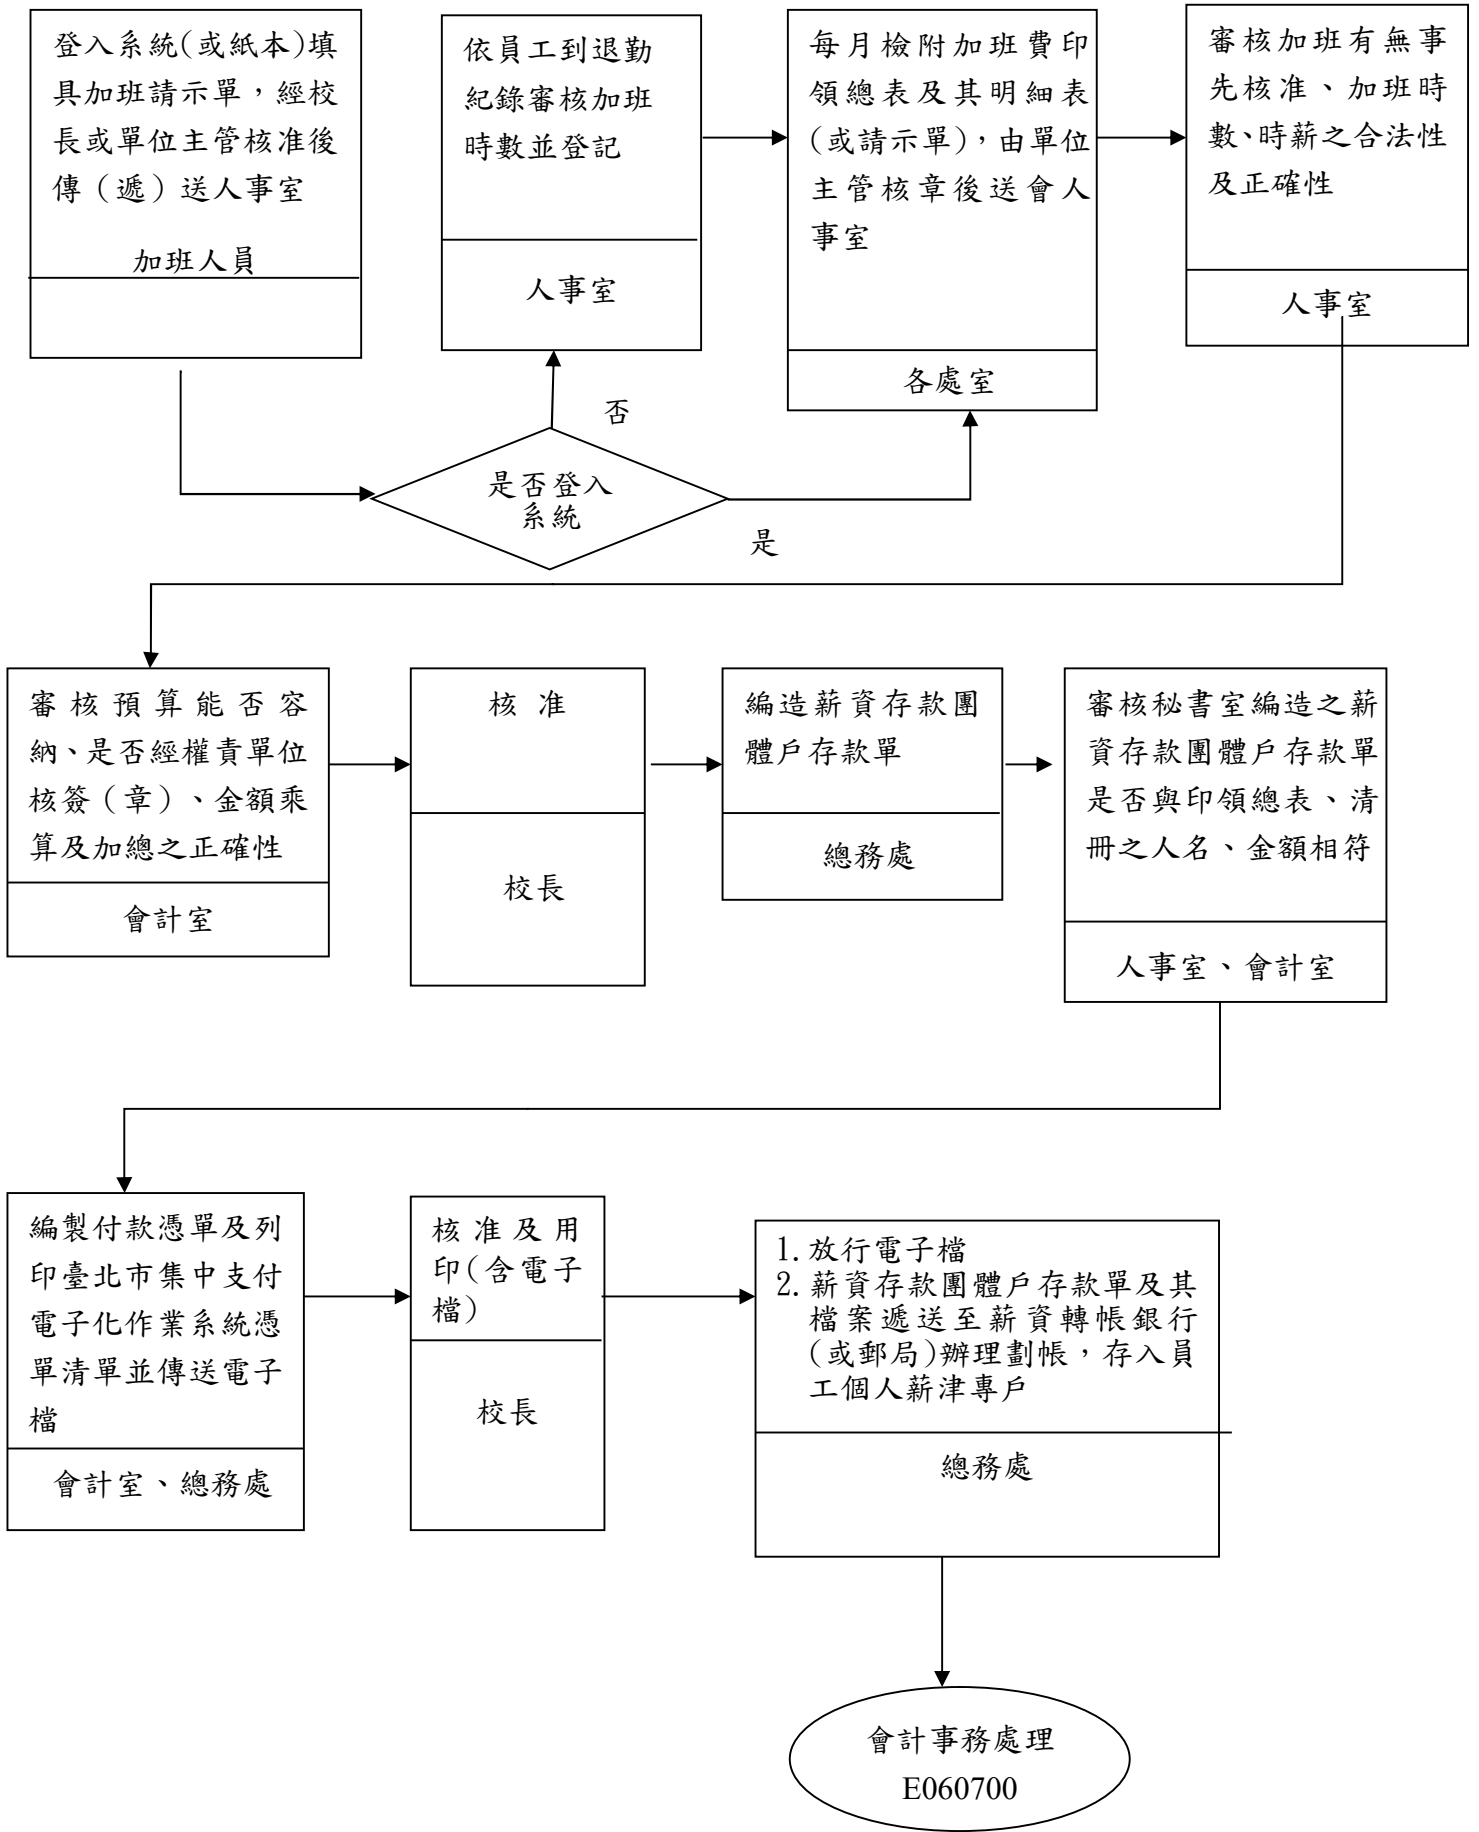 登入系統(或紙本)填
具加班請示單，經校
長或單位主管核准後
傳（遞）送人事室
加班人員
依員工到退勤
紀錄審核加班
時數並登記
人事室
每月檢附加班費印
領總表及其明細表
(或請示單)，由單位
主管核章後送會人
事室
各處室
審核加班有無事
先核准、加班時
數、時薪之合法性
及正確性
人事室
否
是否登入
系統
是
審核預算能否容
納、是否經權責單位
核簽（章）、金額乘
算及加總之正確性
會計室
核准
校長
編造薪資存款團
體戶存款單
總務處
審核秘書室編造之薪
資存款團體戶存款單
是否與印領總表、清
冊之人名、金額相符
人事室、會計室
編製付款憑單及列
印臺北市集中支付
電子化作業系統憑
單清單並傳送電子
檔
會計室、總務處
核准及用
印(含電子
檔)
校長
1.放行電子檔
2.薪資存款團體戶存款單及其
檔案遞送至薪資轉帳銀行
(或郵局)辦理劃帳，存入員
工個人薪津專戶
總務處
會計事務處理
E060700